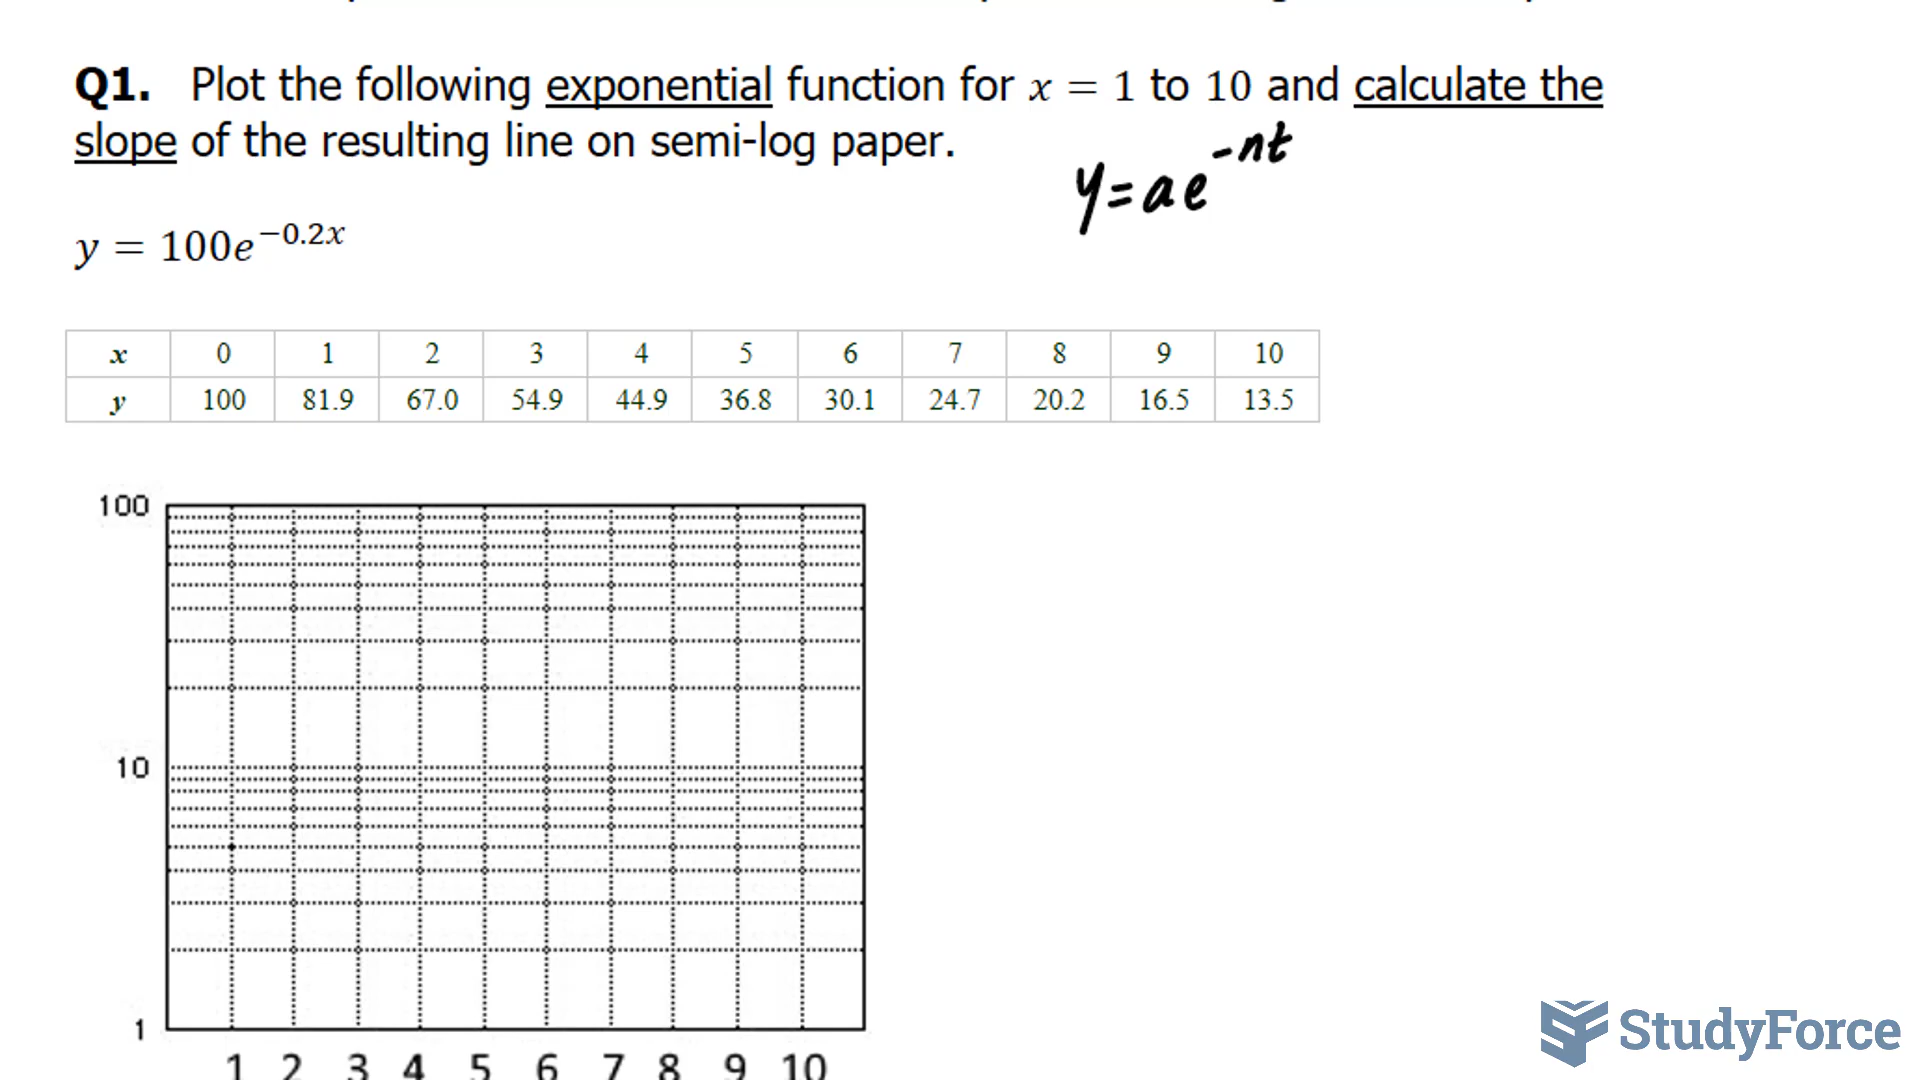 Q1. Plot the following exponential function for x = 1 to 10 and calculate the
slope of the resulting line on semi-log paper.
y = ae^{-nt}
y = 100e^{−0.2x}
x 0 1 2 3 4 5 6 7 8 9 10
y 100 81.9 67.0 54.9 44.9 36.8 30.1 24.7 20.2 16.5 13.5
100
10
1
1 2 3 4 5 6 7 8 9 10
StudyForce